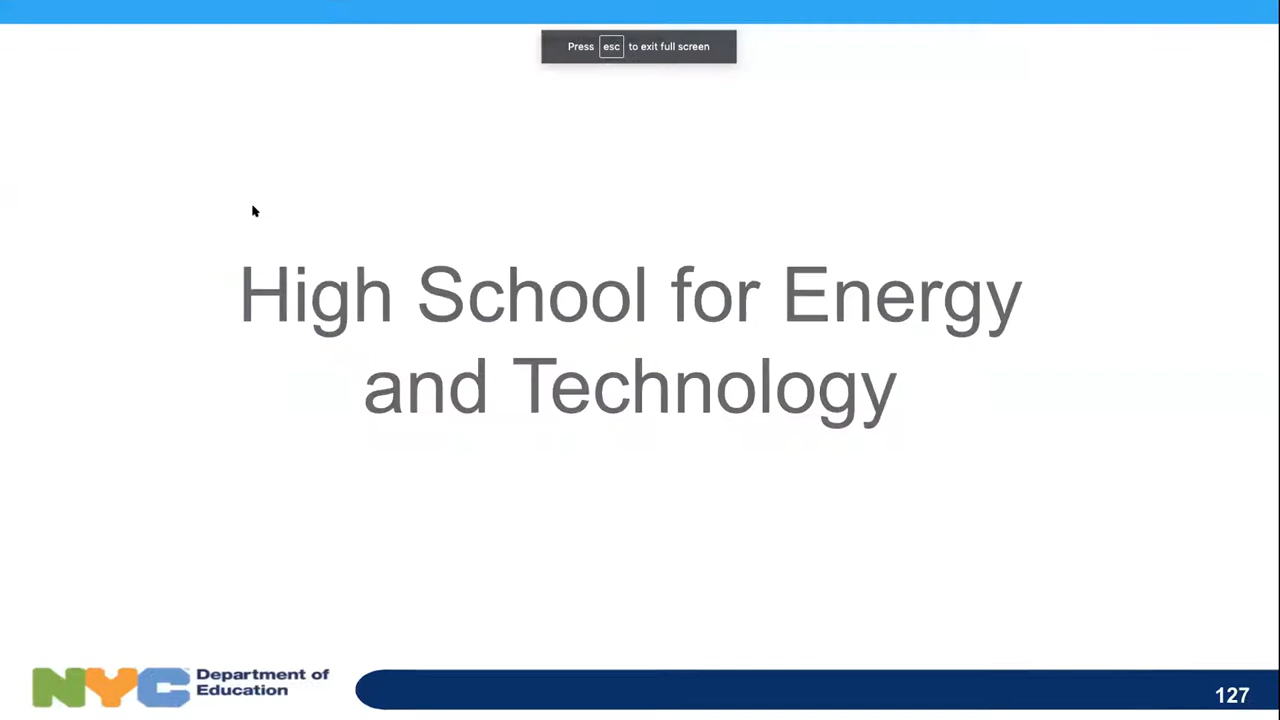 Press esc to exit full screen
High School for Energy
and Technology
NYC Department of
Education
127